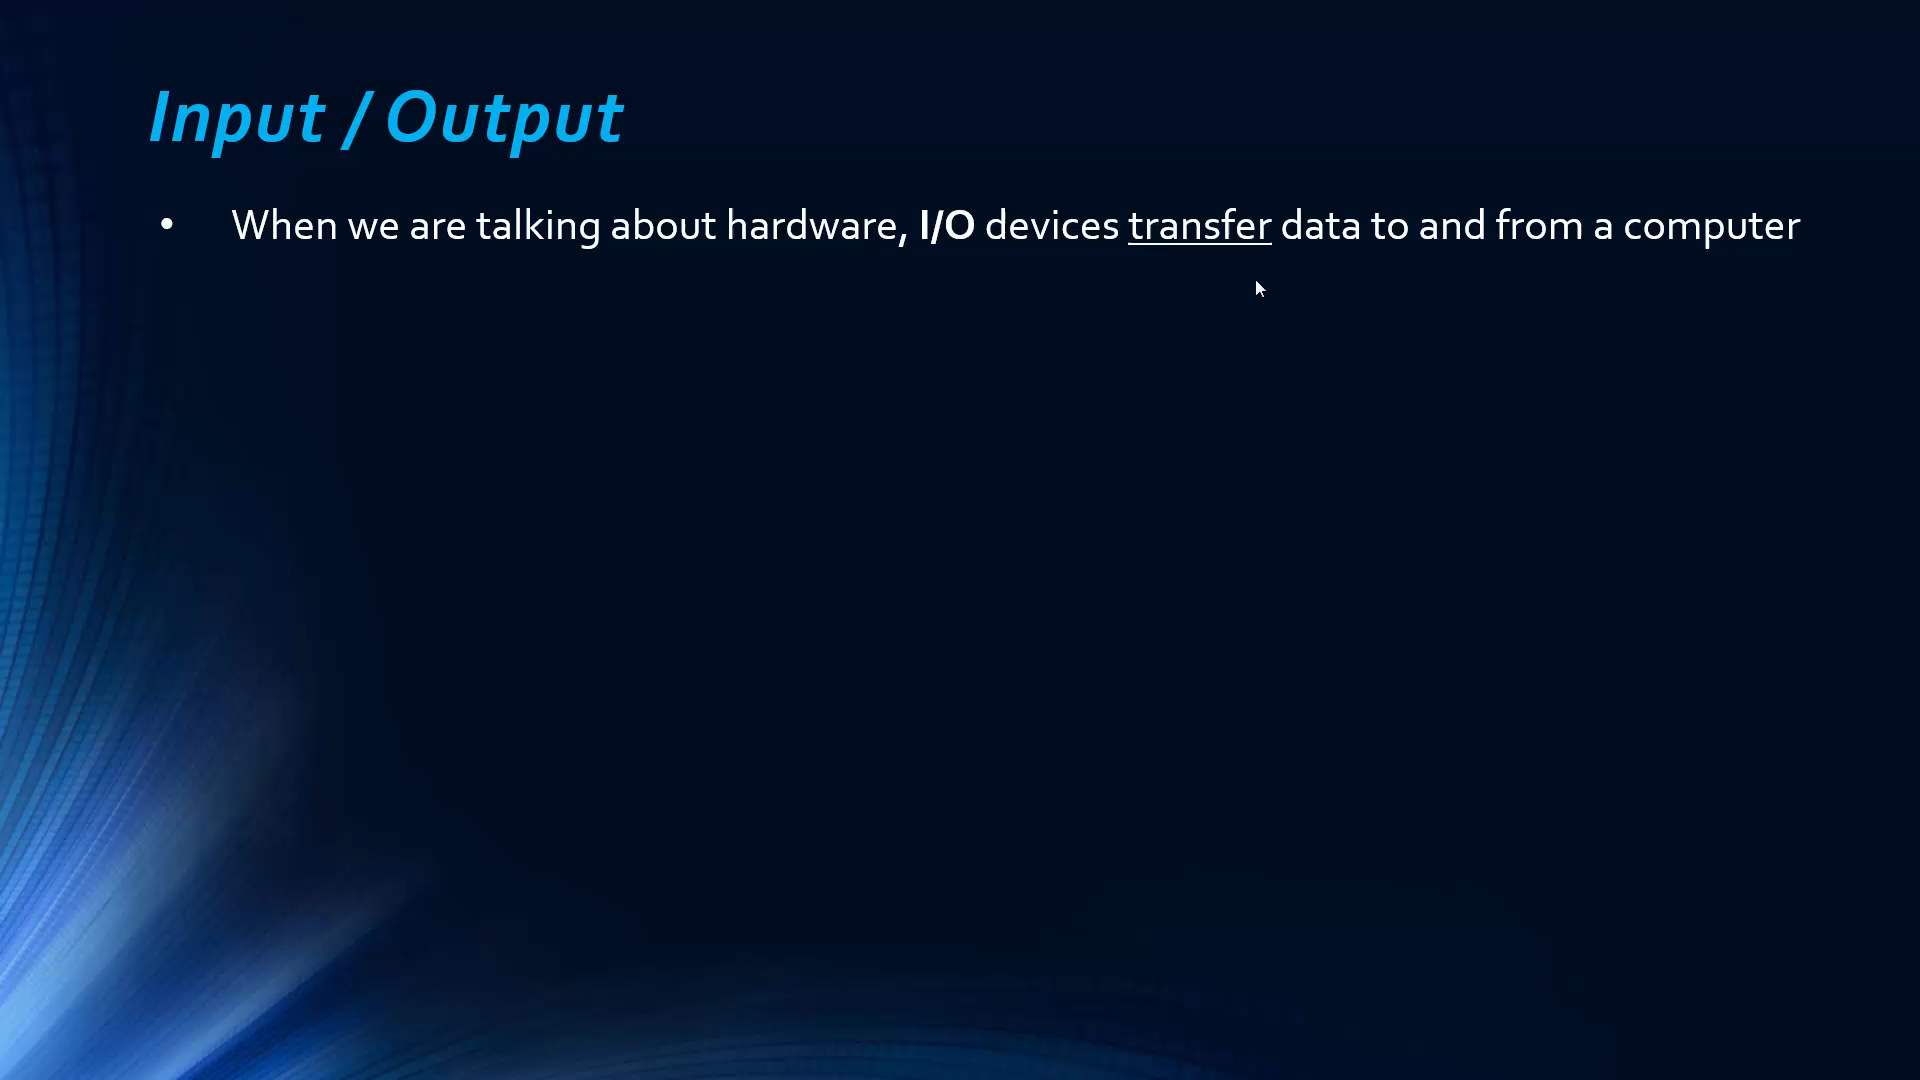 Input / Output
• When we are talking about hardware, I/O devices transfer data to and from a computer